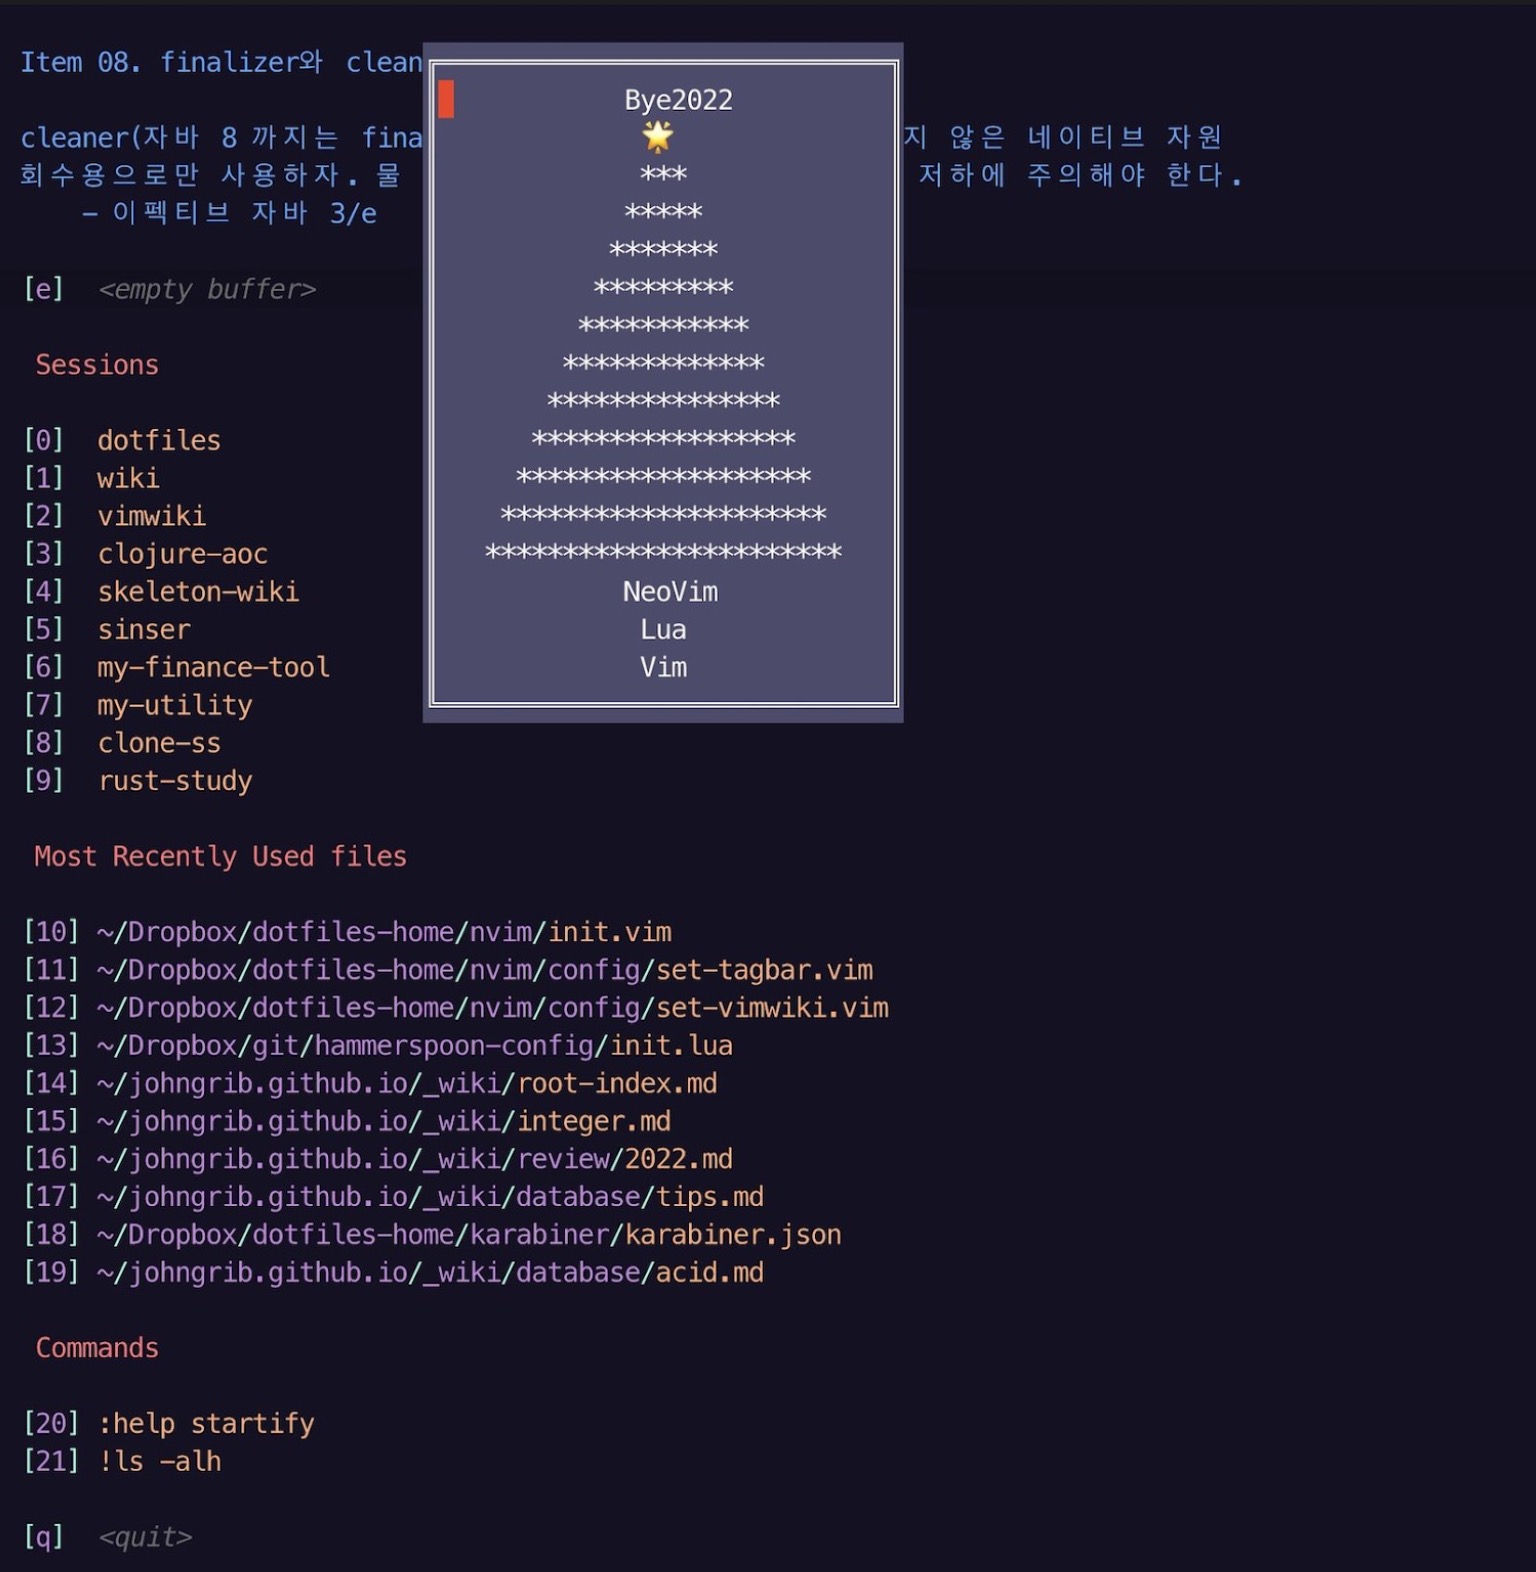 Item 08. finalizer와 clean
cleaner(자바 8 까지는 fina
지 않은 네이티브 자원
회수용으로만 사용하자. 물
저하에 주의해야 한다.
– 이펙티브 자바 3/e
Bye2022
🌟
***
*****
*******
*********
***********
*************
***************
*****************
*******************
*********************
***********************
NeoVim
Lua
Vim
[e] <empty buffer>
Sessions
[0] dotfiles
[1] wiki
[2] vimwiki
[3] clojure-aoc
[4] skeleton-wiki
[5] sinser
[6] my-finance-tool
[7] my-utility
[8] clone-ss
[9] rust-study
Most Recently Used files
[10] ~/Dropbox/dotfiles-home/nvim/init.vim
[11] ~/Dropbox/dotfiles-home/nvim/config/set-tagbar.vim
[12] ~/Dropbox/dotfiles-home/nvim/config/set-vimwiki.vim
[13] ~/Dropbox/git/hammerspoon-config/init.lua
[14] ~/johngrib.github.io/_wiki/root-index.md
[15] ~/johngrib.github.io/_wiki/integer.md
[16] ~/johngrib.github.io/_wiki/review/2022.md
[17] ~/johngrib.github.io/_wiki/database/tips.md
[18] ~/Dropbox/dotfiles-home/karabiner/karabiner.json
[19] ~/johngrib.github.io/_wiki/database/acid.md
Commands
[20] :help startify
[21] !ls -alh
[q] <quit>